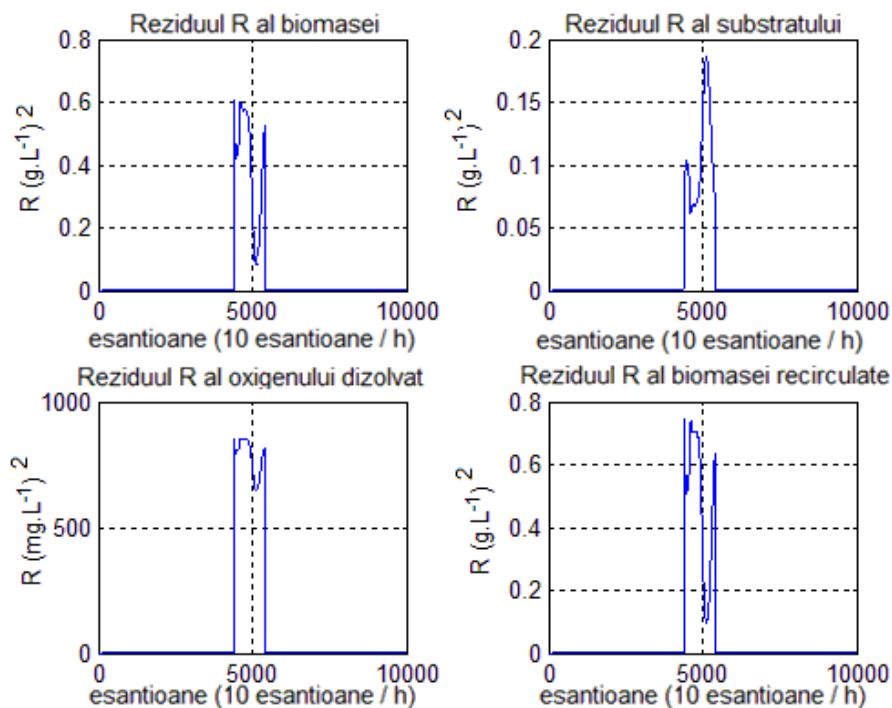 Reziduul R al biomasei
R (g.L-1) 2
0.8
0.6
0.4
0.2
0
0 5000 10000
esantioane (10 esantioane / h)
Reziduul R al substratului
R (g.L-1)2
0.2
0.15
0.1
0.05
0
0 5000 10000
esantioane (10 esantioane / h)
Reziduul R al oxigenului dizolvat
R (mg.L-1) 2
1000
500
0
0 5000 10000
esantioane (10 esantioane / h)
Reziduul R al biomasei recirculate
R (g.L-1) 2
0.8
0.6
0.4
0.2
0
0 5000 10000
esantioane (10 esantioane / h)